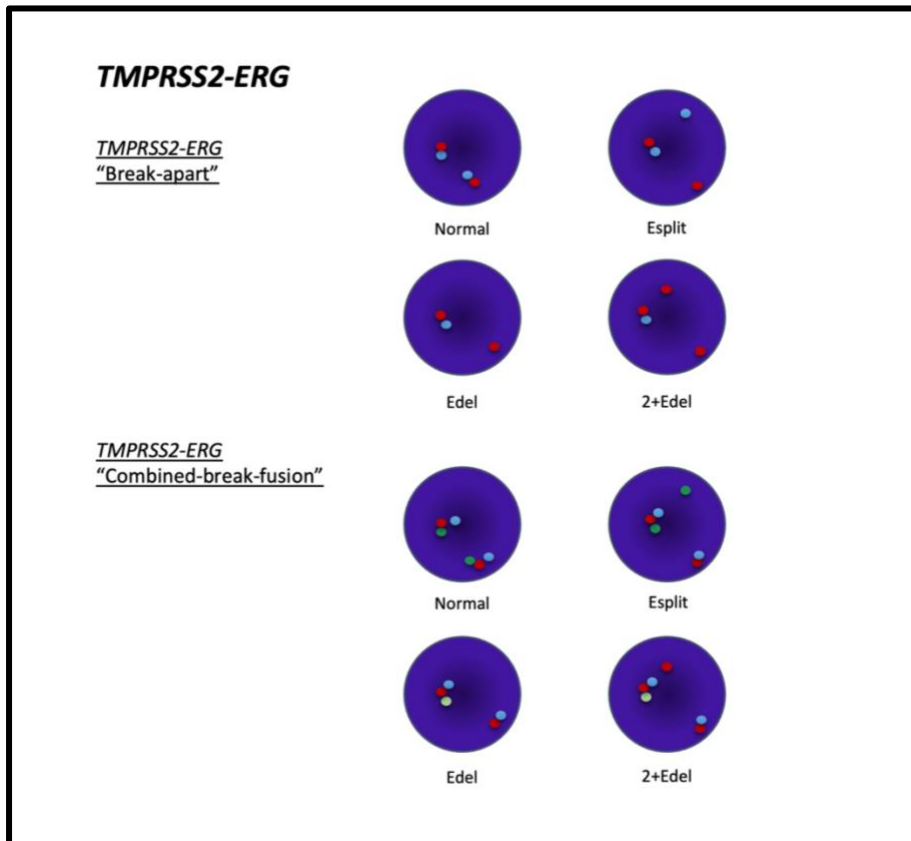 TMPRSS2-ERG
TMPRSS2-ERG
"Break-apart"
Normal
Esplit
Edel
2+Edel
TMPRSS2-ERG
"Combined-break-fusion"
Normal
Esplit
Edel
2+Edel